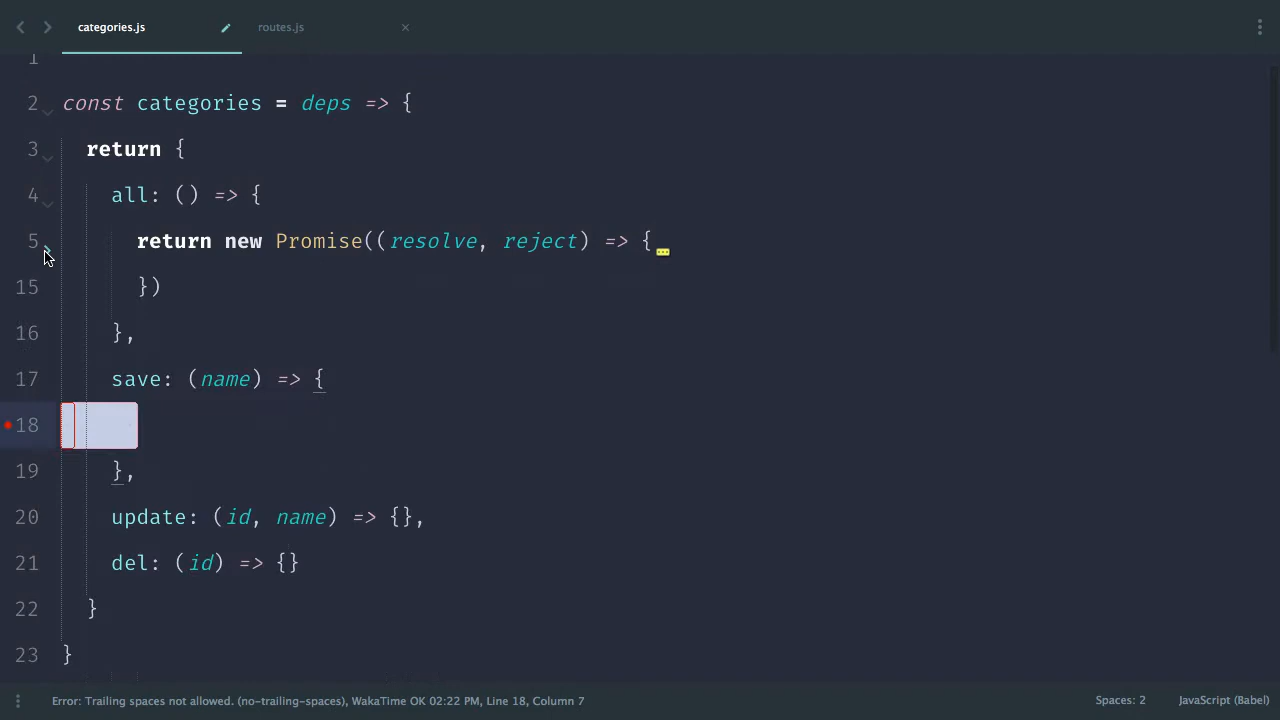 categories.js routes.js
1
2 const categories = deps => {
3 return {
4 all: () => {
5 return new Promise((resolve, reject) => {
15 })
16 },
17 save: (name) => {
18
19 },
20 update: (id, name) => {},
21 del: (id) => {}
22 }
23 }
Error: Trailing spaces not allowed. (no-trailing-spaces), WakaTime OK 02:22 PM, Line 18, Column 7 Spaces: 2 JavaScript (Babel)